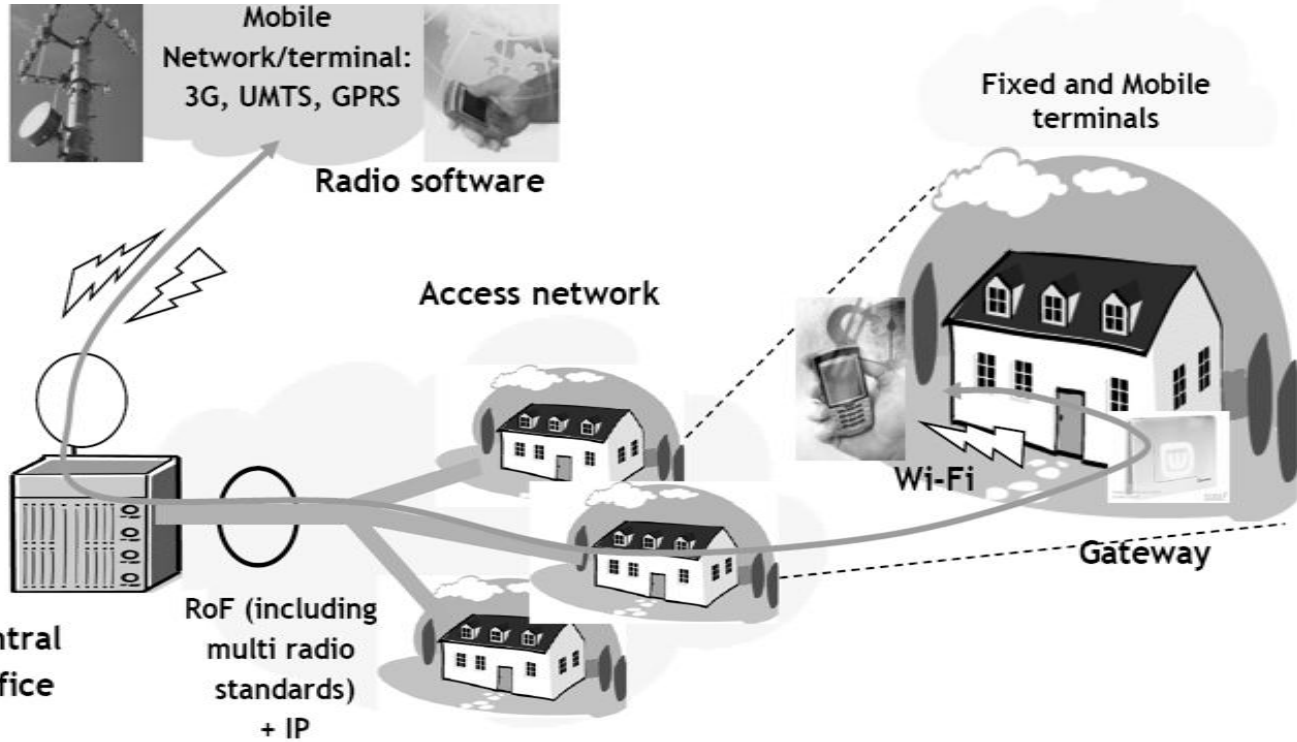 Mobile
Network/terminal:
3G, UMTS, GPRS
Radio software
Fixed and Mobile
terminals
Access network
Wi-Fi
Gateway
RoF (including
multi radio
standards)
+ IP
ntral
fice